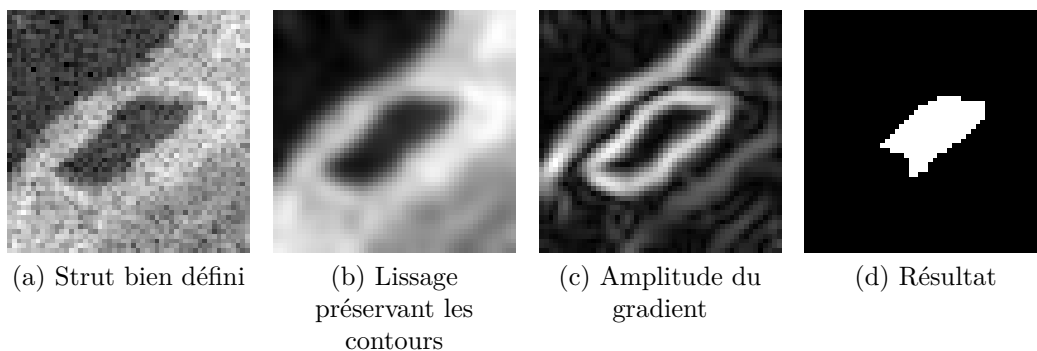 (a) Strut bien défini
(b) Lissage
préservant les
contours
(c) Amplitude du
gradient
(d) Résultat